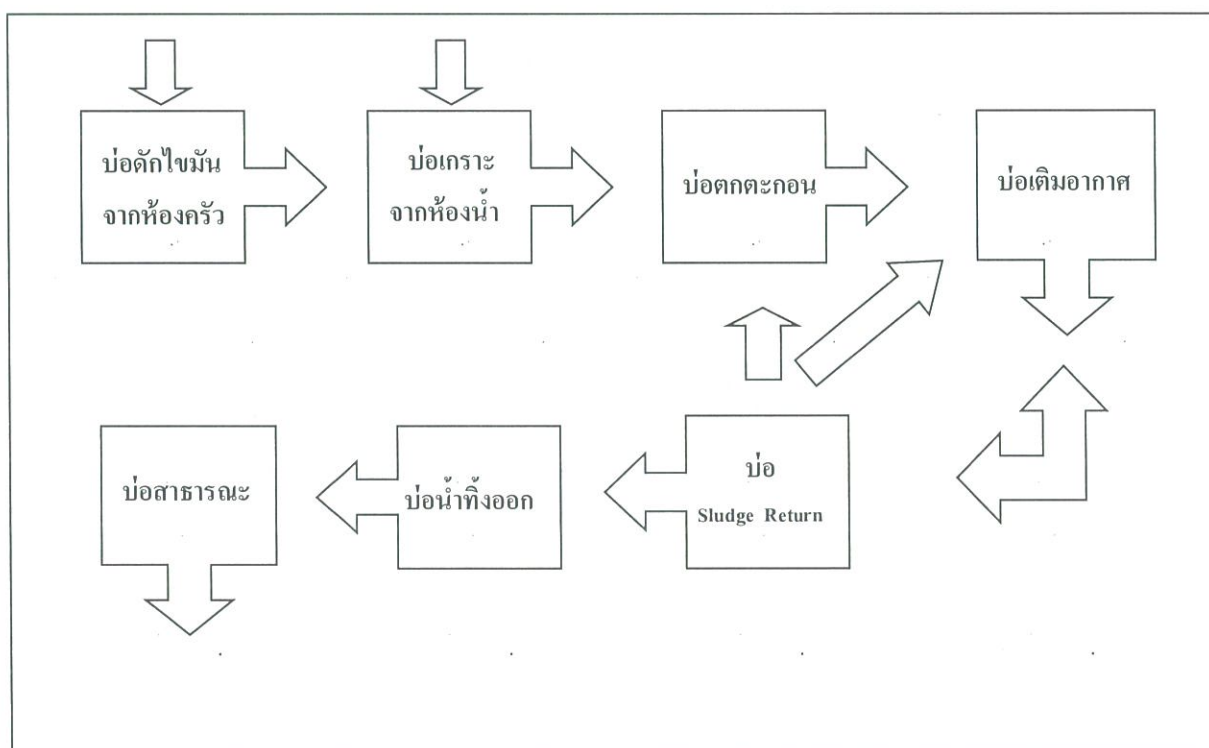 บ่อดักไขมัน
จากห้องครัว
บ่อเกราะ
จากห้องน้ำ
บ่อตกตะกอน
บ่อเติมอากาศ
บ่อสาธารณะ
บ่อน้ำทิ้งออก
บ่อ
Sludge Return